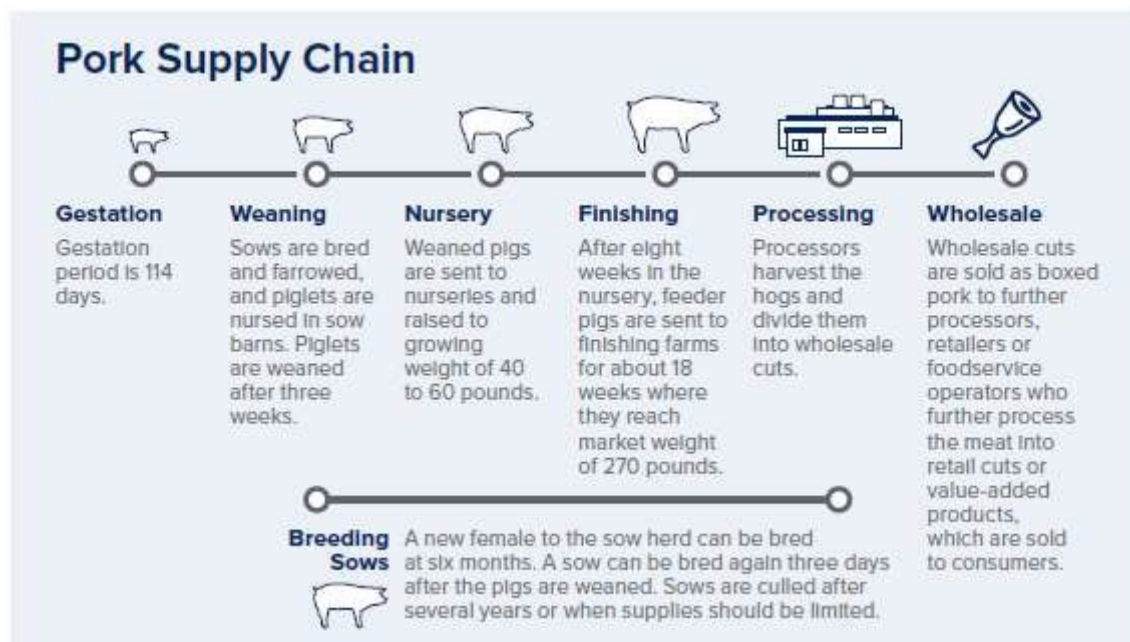 Pork Supply Chain
Gestation
Gestation
period is 114
days.
Weaning
Sows are bred
and farrowed,
and piglets are
nursed in sow
barns. Piglets
are weaned
after three
weeks.
Nursery
Weaned pigs
are sent to
nurseries and
raised to
growing
weight of 40
to 60 pounds.
Finishing
After eight
weeks in the
nursery, feeder
pigs are sent to
finishing farms
for about 18
weeks where
they reach
market weight
of 270 pounds.
Processing
Processors
harvest the
hogs and
divide them
into wholesale
cuts.
Wholesale
Wholesale cuts
are sold as boxed
pork to further
processors,
retailers or
foodservice
operators who
further process
the meat into
retail cuts or
value-added
products,
which are sold
to consumers.
Breeding
Sows
A new female to the sow herd can be bred
at six months. A sow can be bred again three days
after the pigs are weaned. Sows are culled after
several years or when supplies should be limited.